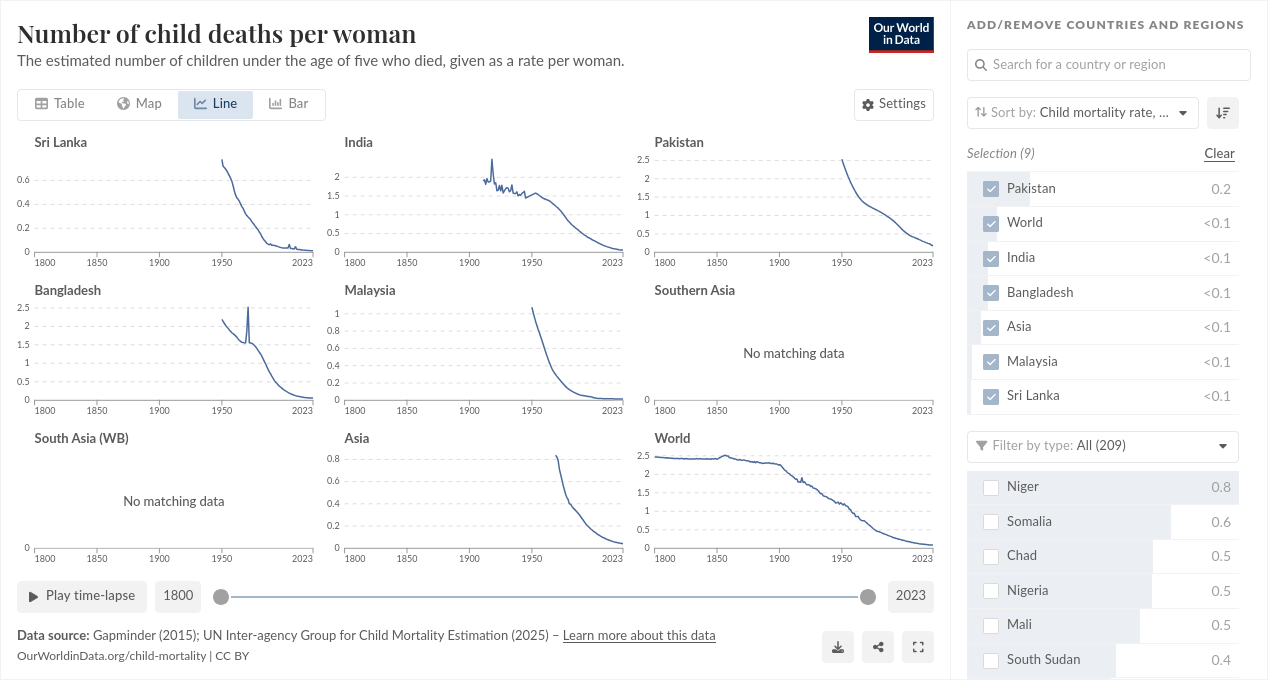 Number of child deaths per woman
The estimated number of children under the age of five who died, given as a rate per woman.
Our World
in Data
Table
Map
Line
Bar
Settings
Sri Lanka
0.6
0.4
0.2
0
1800
1850
1900
1950
2023
India
2
1.5
1
0.5
0
1800
1850
1900
1950
2023
Pakistan
2.5
2
1.5
1
0.5
0
1800
1850
1900
1950
2023
Bangladesh
2.5
2
1.5
1
0.5
0
1800
1850
1900
1950
2023
Malaysia
1
0.8
0.6
0.4
0.2
0
1800
1850
1900
1950
2023
Southern Asia
No matching data
0
1800
1850
1900
1950
2023
South Asia (WB)
No matching data
0
1800
1850
1900
1950
2023
Asia
0.8
0.6
0.4
0.2
0
1800
1850
1900
1950
2023
World
2.5
2
1.5
1
0.5
0
1800
1850
1900
1950
2023
Play time-lapse
1800
2023
Data source: Gapminder (2015); UN Inter-agency Group for Child Mortality Estimation (2025) – Learn more about this data
OurWorldinData.org/child-mortality | CC BY
ADD/REMOVE COUNTRIES AND REGIONS
Search for a country or region
Sort by: Child mortality rate, ...
Selection (9)
Clear
Pakistan 0.2
World <0.1
India <0.1
Bangladesh <0.1
Asia <0.1
Malaysia <0.1
Sri Lanka <0.1
Filter by type: All (209)
Niger 0.8
Somalia 0.6
Chad 0.5
Nigeria 0.5
Mali 0.5
South Sudan 0.4